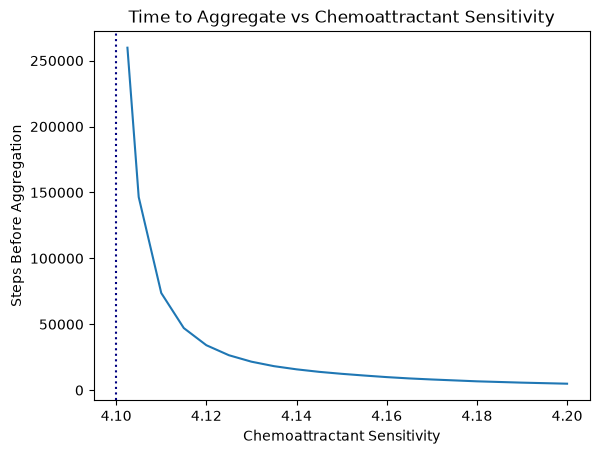 Time to Aggregate vs Chemoattractant Sensitivity
Steps Before Aggregation
250000
200000
150000
100000
50000
0
4.10 4.12 4.14 4.16 4.18 4.20
Chemoattractant Sensitivity